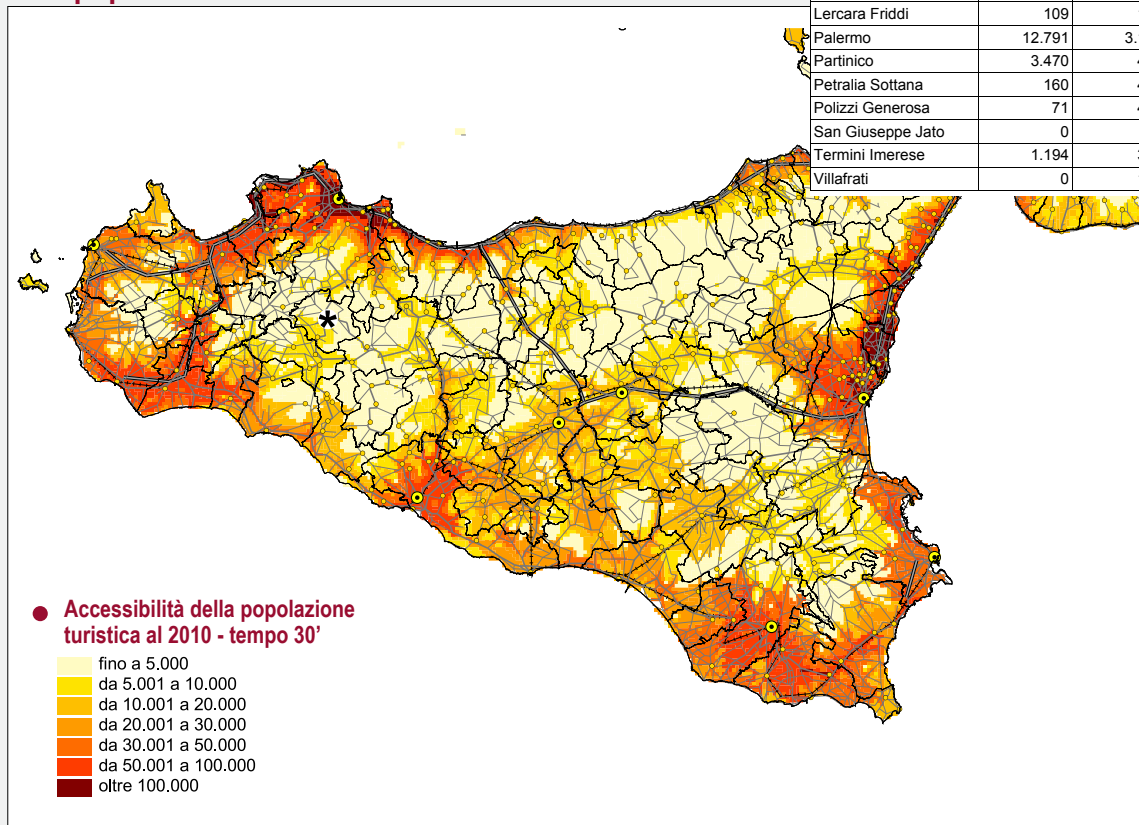 Lercara Friddi 109
Palermo 12.791 3.
Partinico 3.470
Petralia Sottana 160
Polizzi Generosa 71
San Giuseppe Jato 0
Termini Imerese 1.194
Villafrati 0
*
Accessibilità della popolazione
turistica al 2010 - tempo 30’
fino a 5.000
da 5.001 a 10.000
da 10.001 a 20.000
da 20.001 a 30.000
da 30.001 a 50.000
da 50.001 a 100.000
oltre 100.000